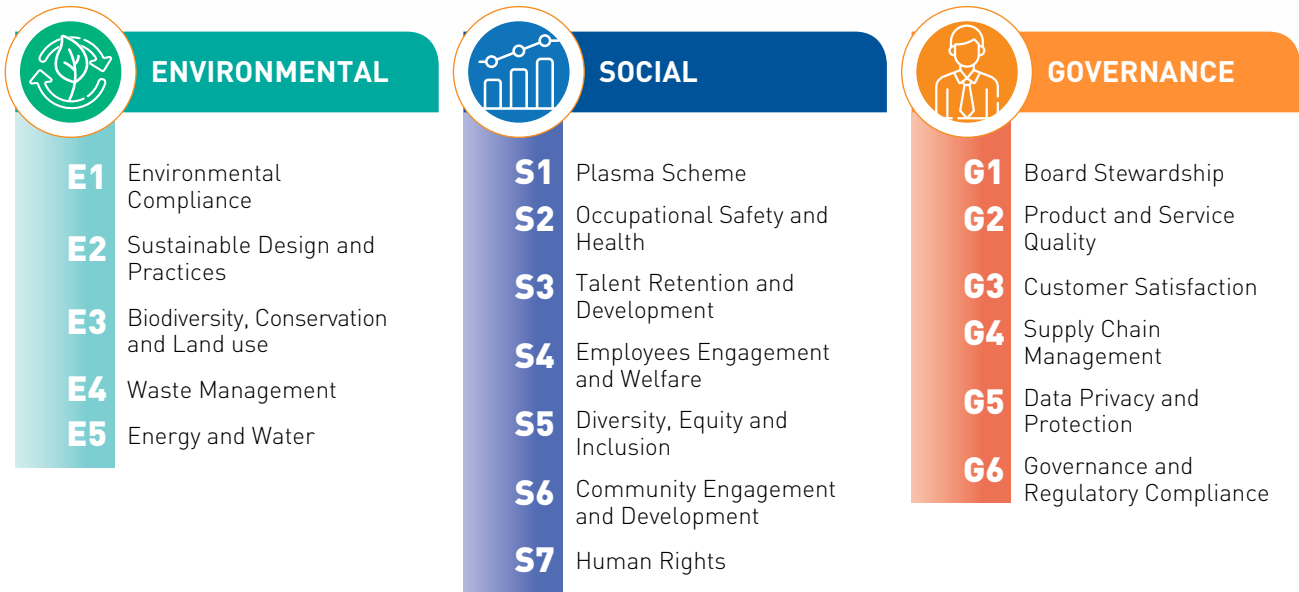 ENVIRONMENTAL
E1 Environmental
Compliance
E2 Sustainable Design and
Practices
E3 Biodiversity, Conservation
and Land use
E4 Waste Management
E5 Energy and Water
SOCIAL
S1 Plasma Scheme
S2 Occupational Safety and
Health
S3 Talent Retention and
Development
S4 Employees Engagement
and Welfare
S5 Diversity, Equity and
Inclusion
S6 Community Engagement
and Development
S7 Human Rights
GOVERNANCE
G1 Board Stewardship
G2 Product and Service
Quality
G3 Customer Satisfaction
G4 Supply Chain
Management
G5 Data Privacy and
Protection
G6 Governance and
Regulatory Compliance